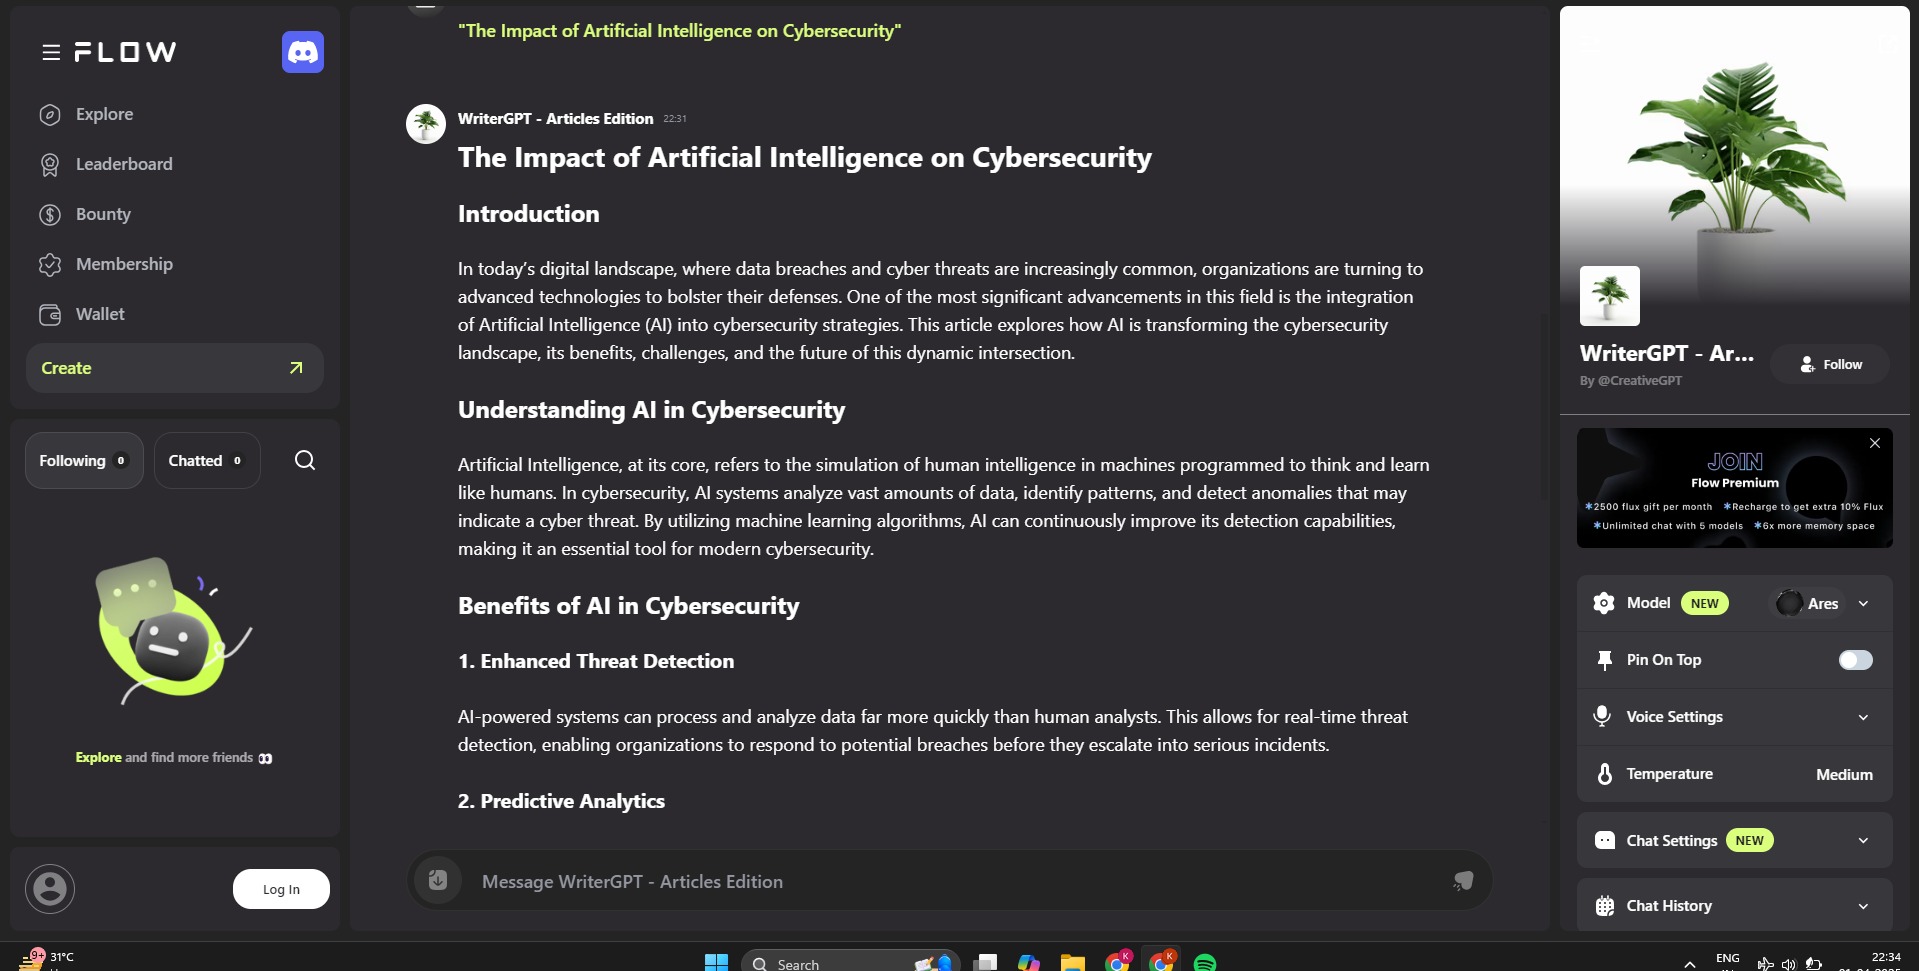 FLOW
Explore
Leaderboard
Bounty
Membership
Wallet
Create
Following 0
Chatted 0
Explore and find more friends
Log In
"The Impact of Artificial Intelligence on Cybersecurity"
WriterGPT - Articles Edition 22:31
The Impact of Artificial Intelligence on Cybersecurity
Introduction
In today’s digital landscape, where data breaches and cyber threats are increasingly common, organizations are turning to
advanced technologies to bolster their defenses. One of the most significant advancements in this field is the integration
of Artificial Intelligence (AI) into cybersecurity strategies. This article explores how AI is transforming the cybersecurity
landscape, its benefits, challenges, and the future of this dynamic intersection.
Understanding AI in Cybersecurity
Artificial Intelligence, at its core, refers to the simulation of human intelligence in machines programmed to think and learn
like humans. In cybersecurity, AI systems analyze vast amounts of data, identify patterns, and detect anomalies that may
indicate a cyber threat. By utilizing machine learning algorithms, AI can continuously improve its detection capabilities,
making it an essential tool for modern cybersecurity.
Benefits of AI in Cybersecurity
1. Enhanced Threat Detection
AI-powered systems can process and analyze data far more quickly than human analysts. This allows for real-time threat
detection, enabling organizations to respond to potential breaches before they escalate into serious incidents.
2. Predictive Analytics
Message WriterGPT - Articles Edition
WriterGPT - Ar...
Follow
By @CreativeGPT
JOIN
Flow Premium
*2500 flux gift per month *Recharge to get extra 10% Flux
*Unlimited chat with 5 models *6x more memory space
Model NEW Ares
Pin On Top
Voice Settings
Temperature Medium
Chat Settings NEW
Chat History
9+ 31°C
Search
K
K
ENG
22:34